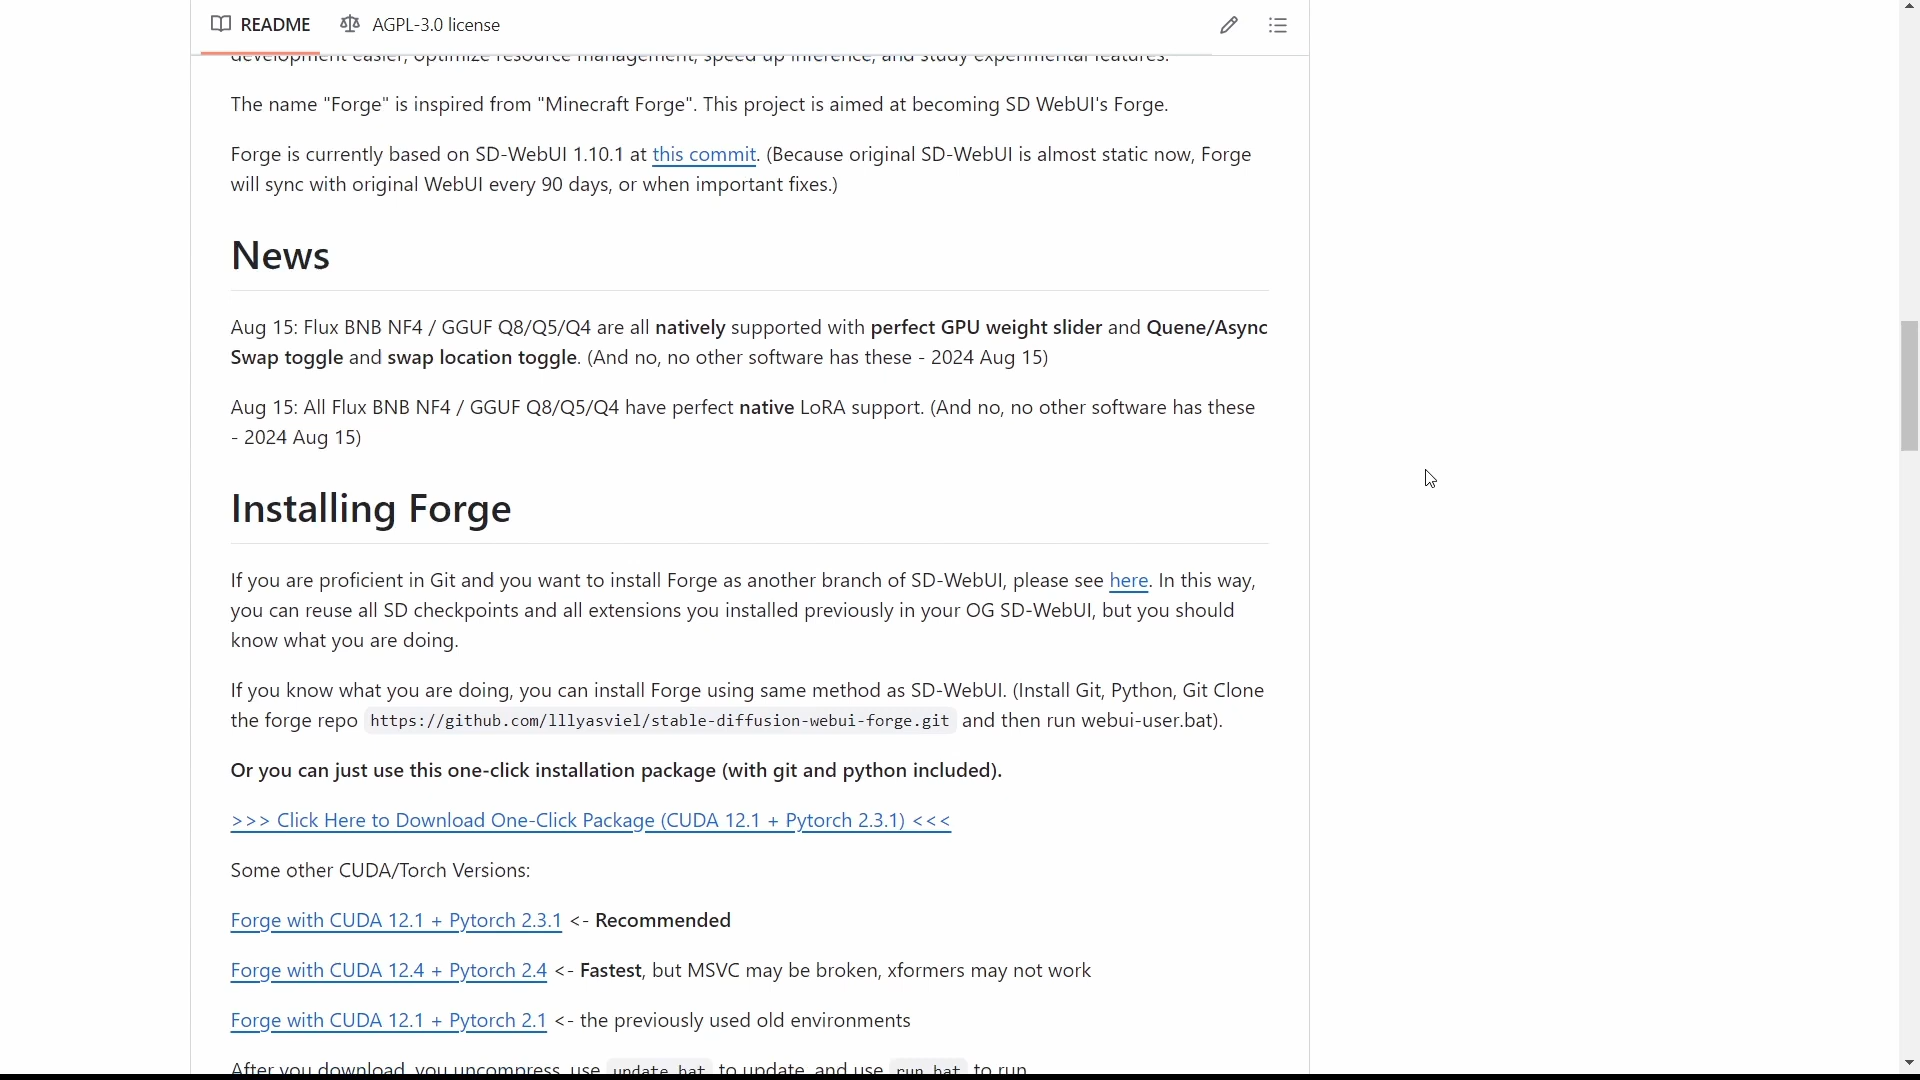 README
AGPL-3.0 license
development easier, optimize resource management, speed up inference, and study experimental features.
The name "Forge" is inspired from "Minecraft Forge". This project is aimed at becoming SD WebUI's Forge.
Forge is currently based on SD-WebUI 1.10.1 at this commit. (Because original SD-WebUI is almost static now, Forge
will sync with original WebUI every 90 days, or when important fixes.)
News
Aug 15: Flux BNB NF4 / GGUF Q8/Q5/Q4 are all natively supported with perfect GPU weight slider and Quene/Async
Swap toggle and swap location toggle. (And no, no other software has these - 2024 Aug 15)
Aug 15: All Flux BNB NF4 / GGUF Q8/Q5/Q4 have perfect native LoRA support. (And no, no other software has these
- 2024 Aug 15)
Installing Forge
If you are proficient in Git and you want to install Forge as another branch of SD-WebUI, please see here. In this way,
you can reuse all SD checkpoints and all extensions you installed previously in your OG SD-WebUI, but you should
know what you are doing.
If you know what you are doing, you can install Forge using same method as SD-WebUI. (Install Git, Python, Git Clone
the forge repo https://github.com/lllyasviel/stable-diffusion-webui-forge.git and then run webui-user.bat).
Or you can just use this one-click installation package (with git and python included).
>>> Click Here to Download One-Click Package (CUDA 12.1 + Pytorch 2.3.1) <<<
Some other CUDA/Torch Versions:
Forge with CUDA 12.1 + Pytorch 2.3.1 <- Recommended
Forge with CUDA 12.4 + Pytorch 2.4 <- Fastest, but MSVC may be broken, xformers may not work
Forge with CUDA 12.1 + Pytorch 2.1 <- the previously used old environments
After you download, you uncompress, use update.bat to update, and use run.bat to run.